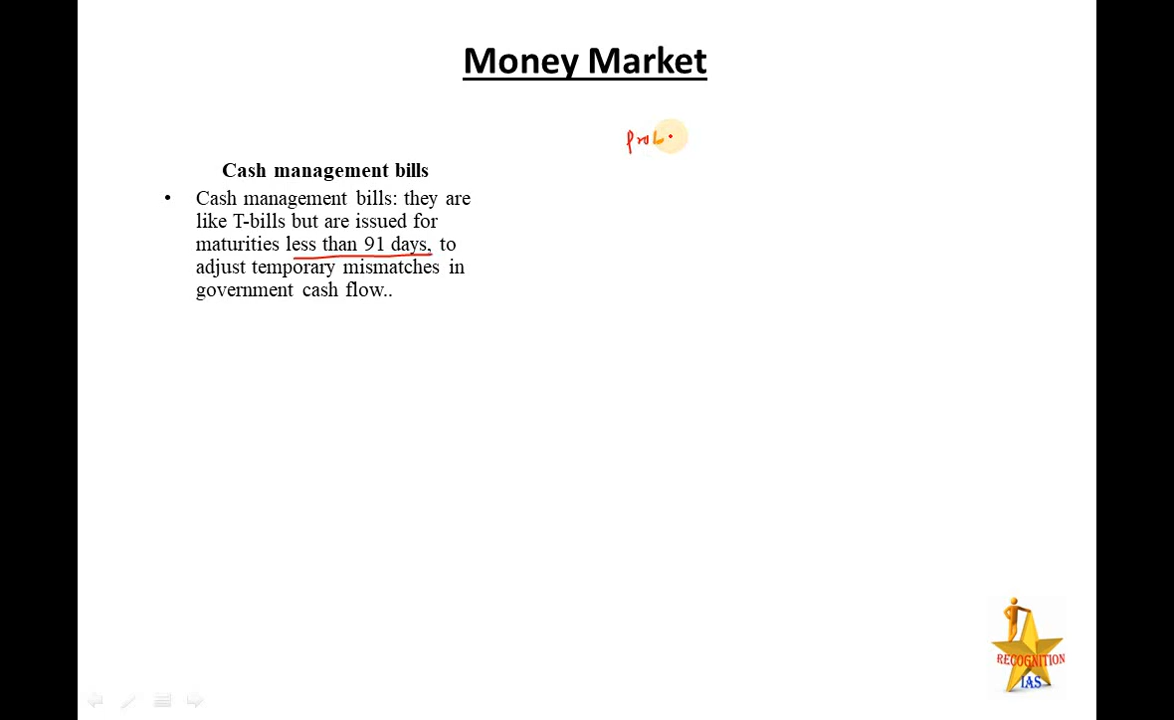 Money Market
Prob
Cash management bills
• Cash management bills: they are
like T-bills but are issued for
maturities less than 91 days, to
adjust temporary mismatches in
government cash flow..
RECOGNITION
IAS